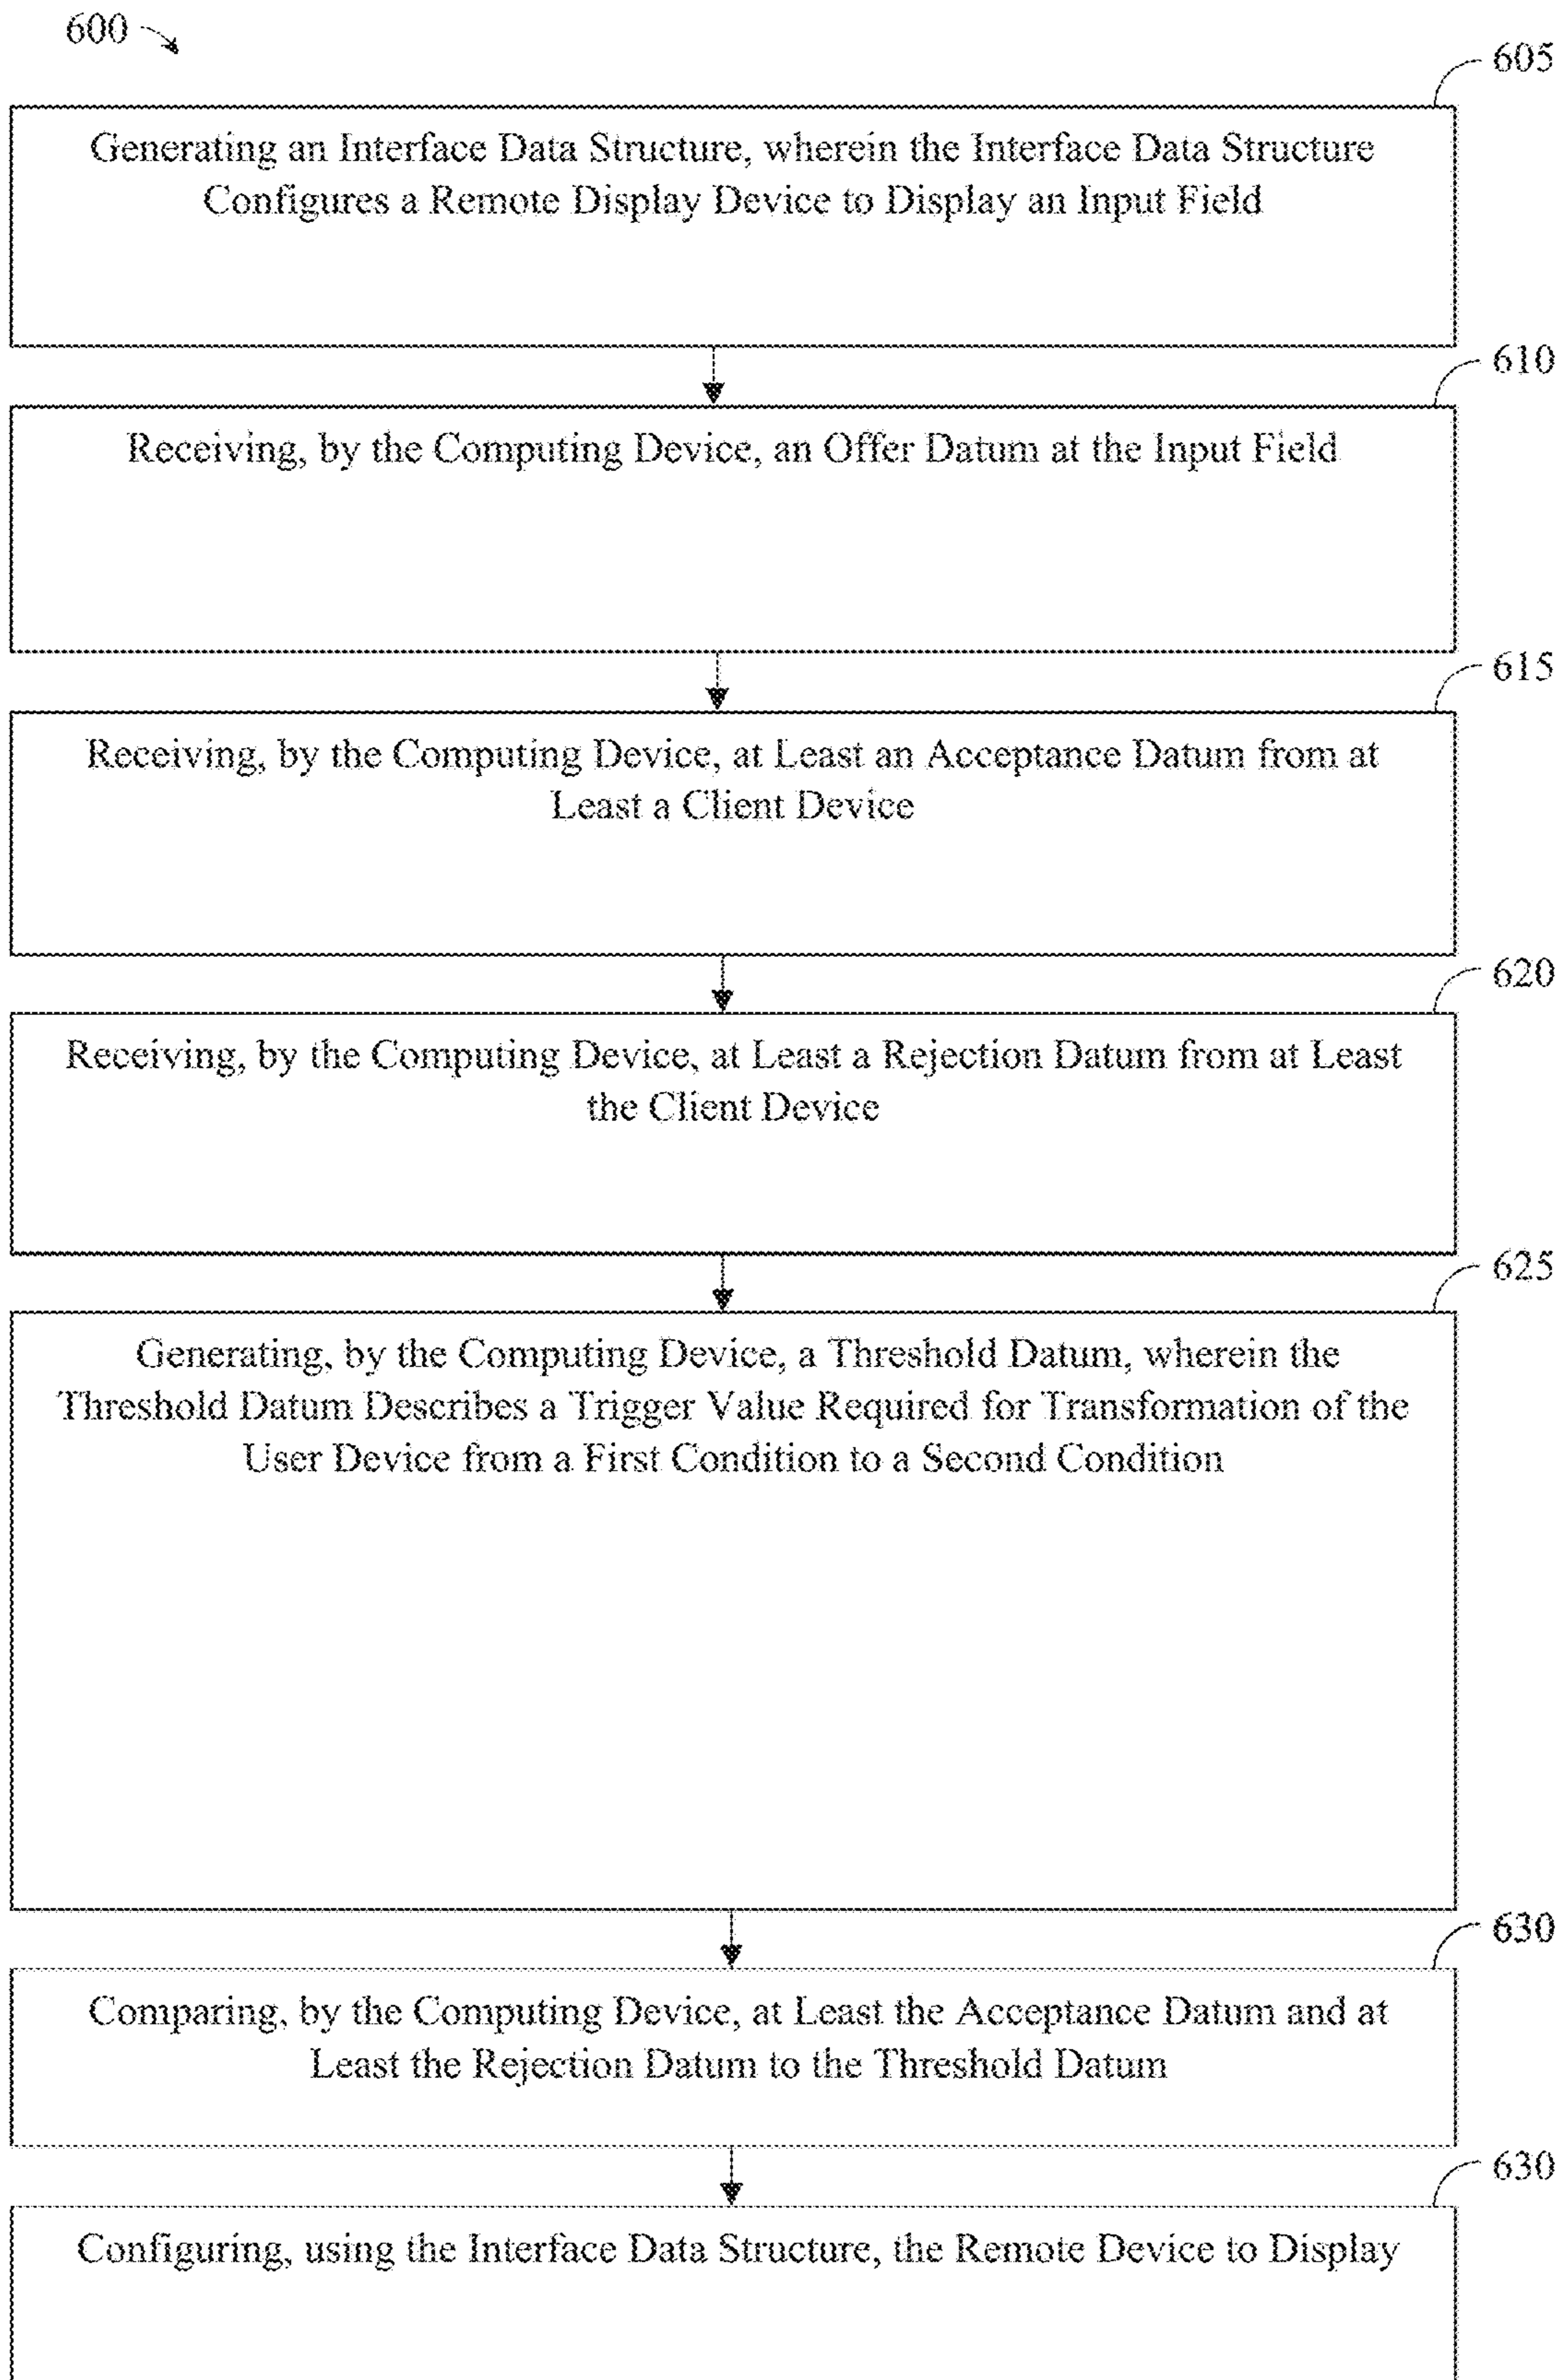 600
605
Generating an Interface Data Structure, wherein the Interface Data Structure
Configures a Remote Display Device to Display an Input Field
610
Receiving, by the Computing Device, an Offer Datum at the Input Field
615
Receiving, by the Computing Device, at Least an Acceptance Datum from at
Least a Client Device
620
Receiving, by the Computing Device, at Least a Rejection Datum from at Least
the Client Device
625
Generating, by the Computing Device, a Threshold Datum, wherein the
Threshold Datum Describes a Trigger Value Required for Transformation of the
User Device from a First Condition to a Second Condition
630
Comparing, by the Computing Device, at Least the Acceptance Datum and at
Least the Rejection Datum to the Threshold Datum
630
Configuring, using the Interface Data Structure, the Remote Device to Display